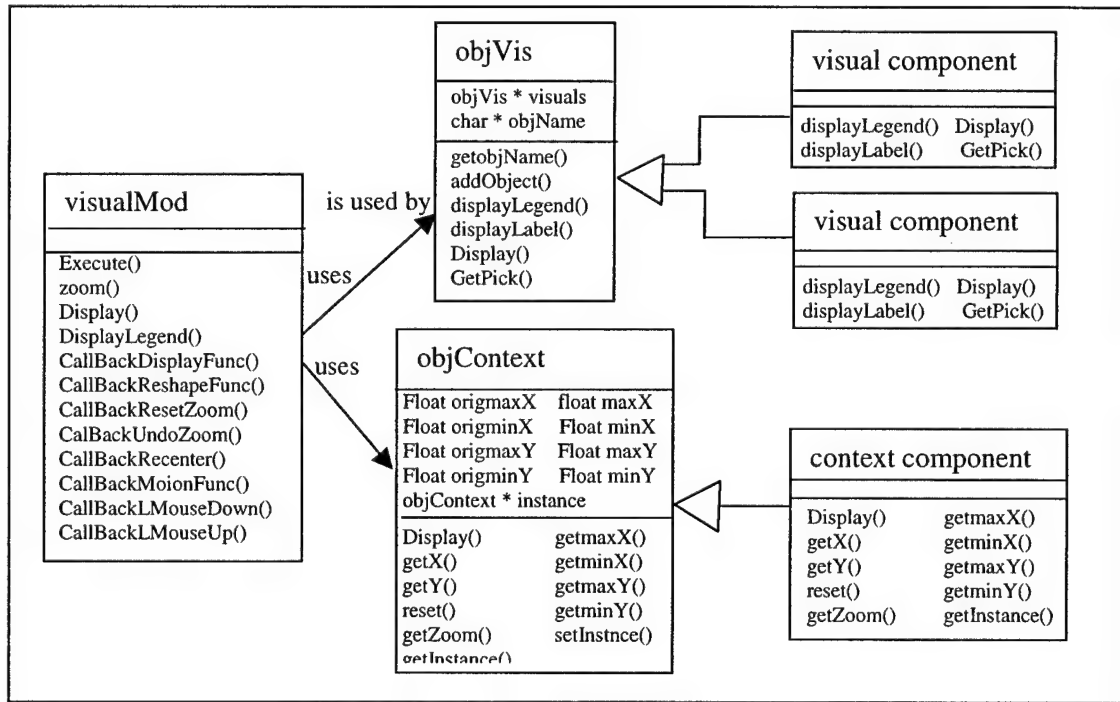 visualMod
Execute()
zoom()
Display()
DisplayLegend()
CallBackDisplayFunc()
CallBackReshapeFunc()
CallBackResetZoom()
CalBackUndoZoom()
CallBackRecenter()
CallBackMoionFunc()
CallBackLMouseDown()
CallBackLMouseUp()
is used by
uses
uses
objVis
objVis * visuals
char * objName
getobjName()
addObject()
displayLegend()
displayLabel()
Display()
GetPick()
objContext
Float origmaxX float maxX
Float origminX Float minX
Float origmaxY Float maxY
Float origminY Float minY
objContext * instance
Display() getmaxX()
getX() getminX()
getY() getmaxY()
reset() getminY()
getZoom() setInstnce()
getInstance()
visual component
displayLegend() Display()
displayLabel() GetPick()
visual component
displayLegend() Display()
displayLabel() GetPick()
context component
Display() getmaxX()
getX() getminX()
getY() getmaxY()
reset() getminY()
getZoom() getInstance()